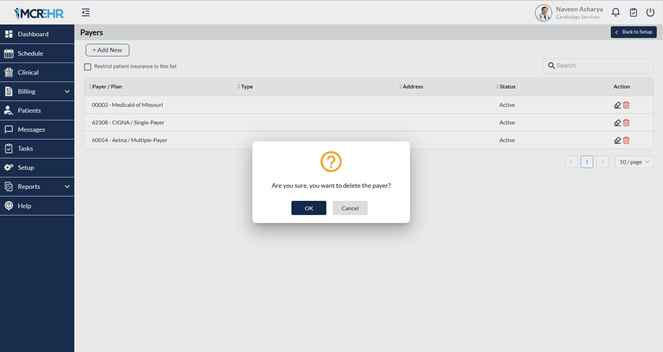 MCREHR
Naveen Acharya
Cardiology Services
Dashboard
Schedule
Clinical
Billing
Patients
Messages
Tasks
Setup
Reports
Help
Payers
Back to Setup
+ Add New
Restrict patient insurance to this list
Search
Payer / Plan Type Address Status Action
00003 - Medicaid of Missouri Active
62308 - CIGNA / Single-Payer Active
60054 - Aetna / Multiple-Payer Active
1 10 / page
?
Are you sure, you want to delete the payer?
OK Cancel